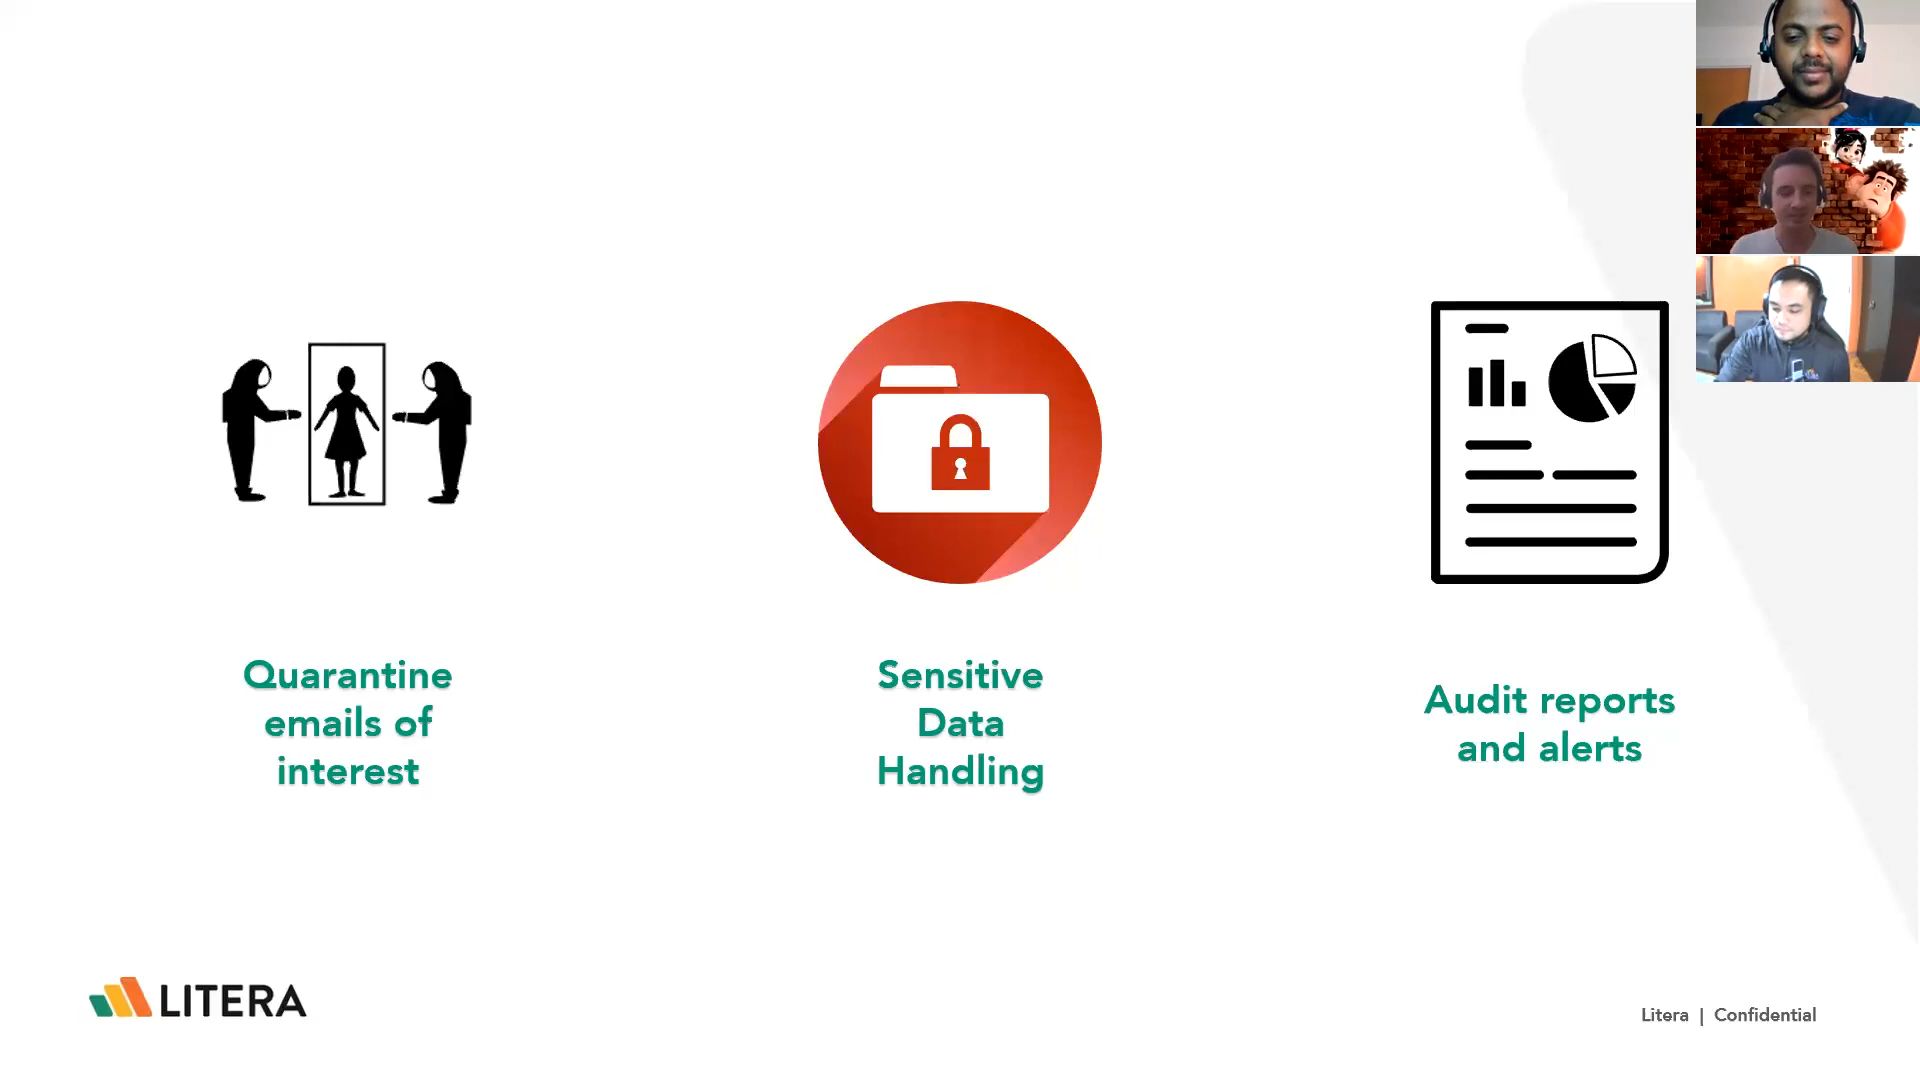 Quarantine
emails of
interest
Sensitive
Data
Handling
Audit reports
and alerts
LITERA
Litera | Confidential